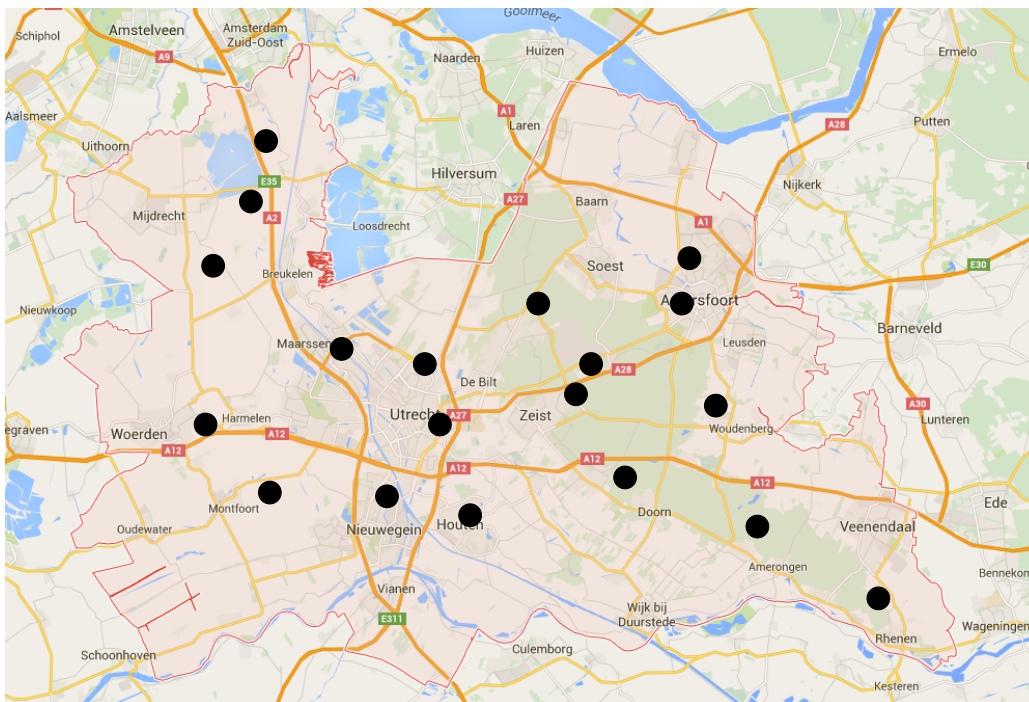 Gooimeer
Amstelveen
Amsterdam
Zuid-Oost
Schiphol
Huizen
Naarden
Ermelo
A9
A1
Aalsmeer
Laren
A28
Putten
Uithoorn
Hilversum
E35
Nijkerk
A27
Baarn
Mijdrecht
A2
Loosdrecht
A1
Soest
E30
Breukelen
Nieuwkoop
Barneveld
Maarssen
Leusden
A28
De Bilt
A30
Utrecht
A27
Zeist
Harmelen
Lunteren
egraven
Woerden
A12
Woudenberg
A12
A12
A12
A12
Ede
Montfoort
Doorn
Oudewater
Nieuwegein
Houten
Veenendaal
Amerongen
Bennekom
Vianen
Wijk bij
Duurstede
E311
Wageningen
Rhenen
Schoonhoven
Culemborg
Kesteren